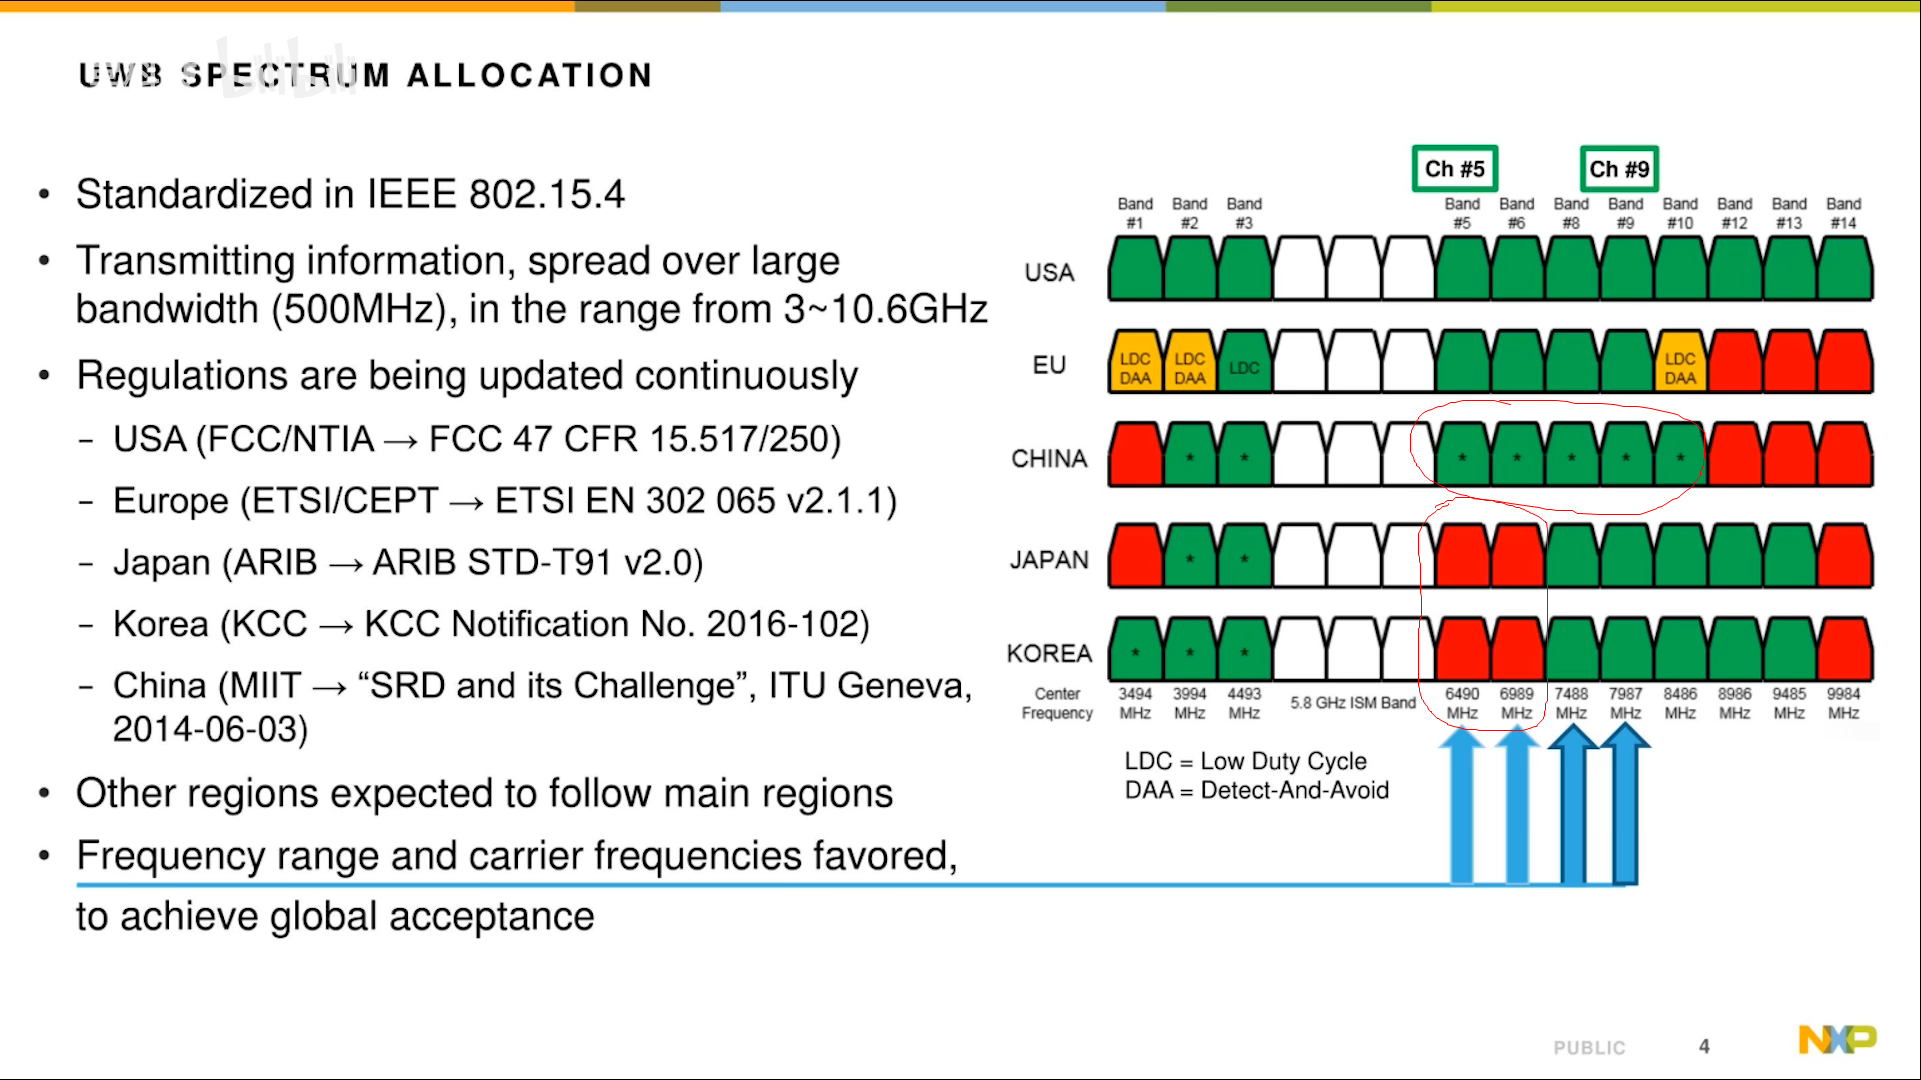 UWB SPECTRUM ALLOCATION
• Standardized in IEEE 802.15.4
• Transmitting information, spread over large
bandwidth (500MHz), in the range from 3~10.6GHz
• Regulations are being updated continuously
– USA (FCC/NTIA → FCC 47 CFR 15.517/250)
– Europe (ETSI/CEPT → ETSI EN 302 065 v2.1.1)
– Japan (ARIB → ARIB STD-T91 v2.0)
– Korea (KCC → KCC Notification No. 2016-102)
– China (MIIT → “SRD and its Challenge”, ITU Geneva,
2014-06-03)
• Other regions expected to follow main regions
• Frequency range and carrier frequencies favored,
to achieve global acceptance
Ch #5 Ch #9
Band Band Band Band Band Band Band Band Band Band Band
#1 #2 #3 #5 #6 #8 #9 #10 #12 #13 #14
USA
EU LDC DAA LDC DAA LDC LDC DAA
CHINA * * * * * * *
JAPAN * *
KOREA * * *
Center 3494 3994 4493 5.8 GHz ISM Band 6490 6989 7488 7987 8486 8986 9485 9984
Frequency MHz MHz MHz MHz MHz MHz MHz MHz MHz MHz MHz
LDC = Low Duty Cycle
DAA = Detect-And-Avoid
PUBLIC 4 NXP